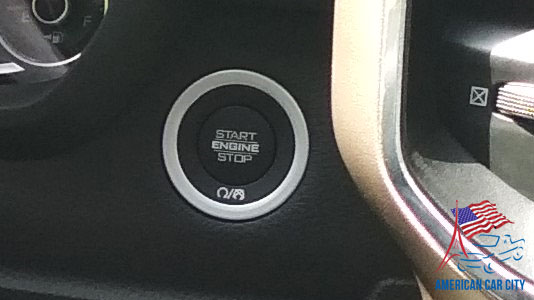 E F
START
ENGINE
STOP
AMERICAN CAR CITY